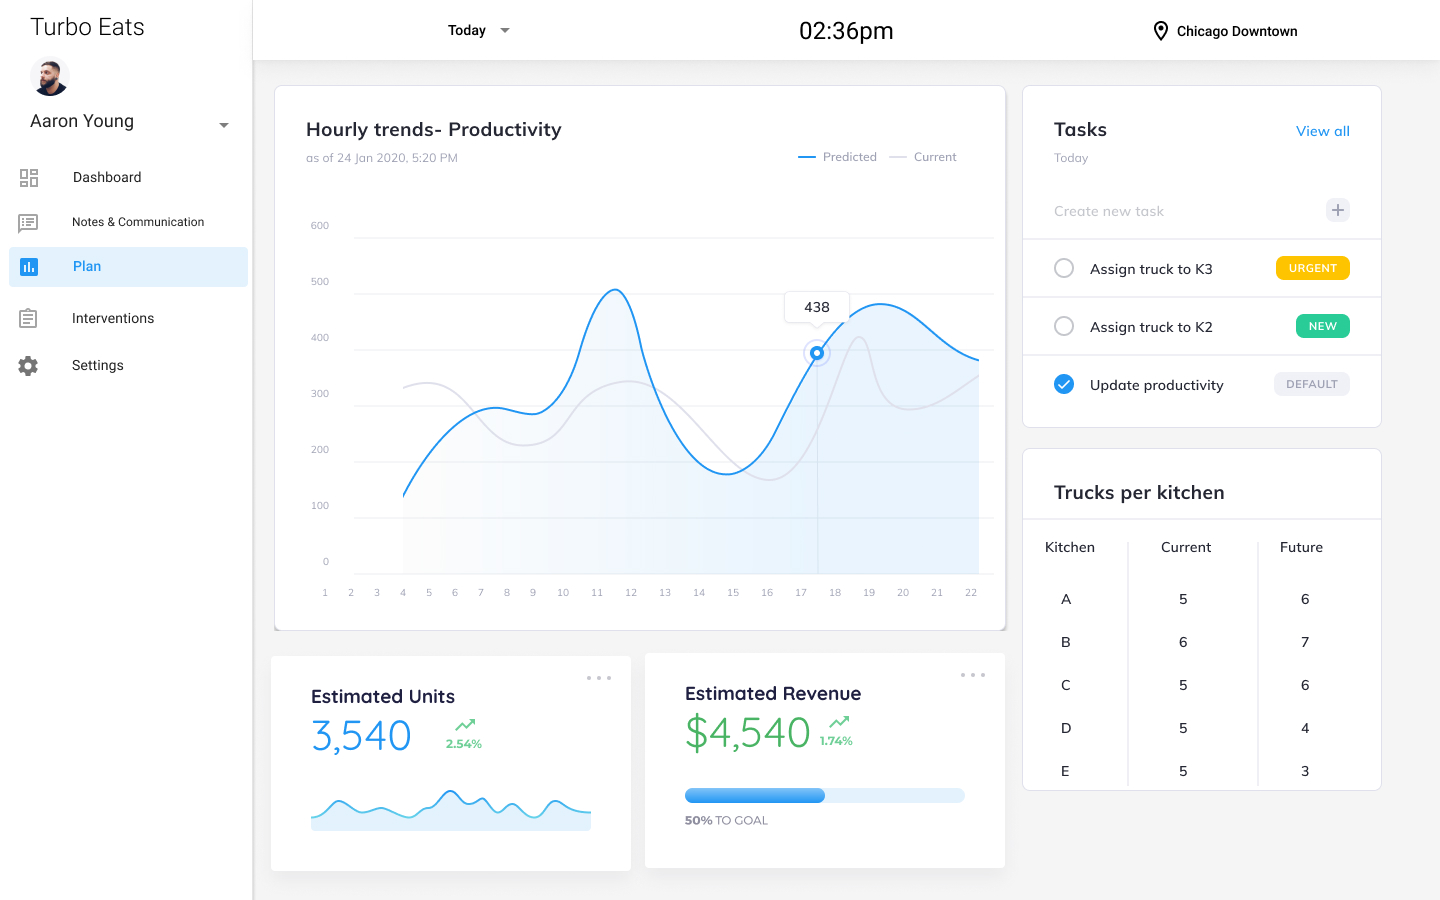 Turbo Eats
Aaron Young
Dashboard
Notes & Communication
Plan
Interventions
Settings
Today
02:36pm
Chicago Downtown
Hourly trends- Productivity
as of 24 Jan 2020, 5:20 PM
Predicted
Current
600
500
400
300
200
100
0
438
1 2 3 4 5 6 7 8 9 10 11 12 13 14 15 16 17 18 19 20 21 22
Tasks
View all
Today
Create new task
Assign truck to K3 URGENT
Assign truck to K2 NEW
Update productivity DEFAULT
Trucks per kitchen
Kitchen Current Future
A 5 6
B 6 7
C 5 6
D 5 4
E 5 3
Estimated Units
3,540
2.54%
Estimated Revenue
$4,540
1.74%
50% TO GOAL